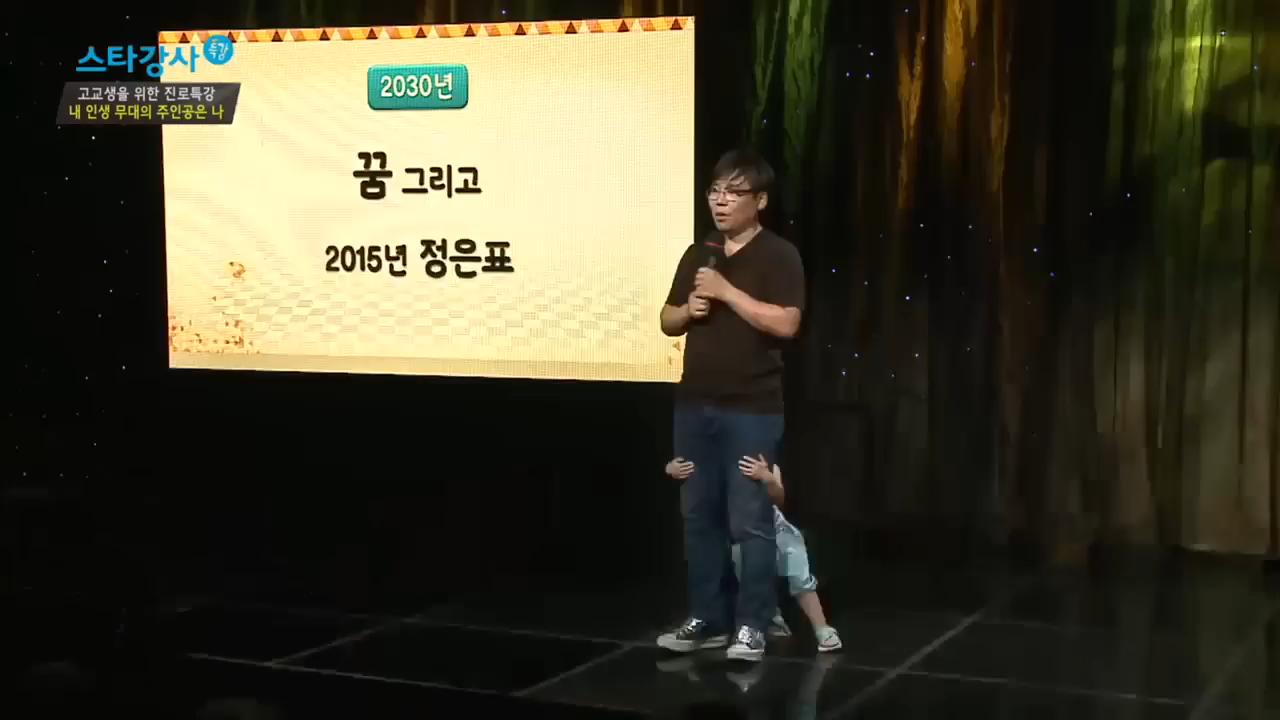 스타강사 특강
고교생을 위한 진로특강
내 인생 무대의 주인공은 나
2030년
꿈 그리고
2015년 정은표